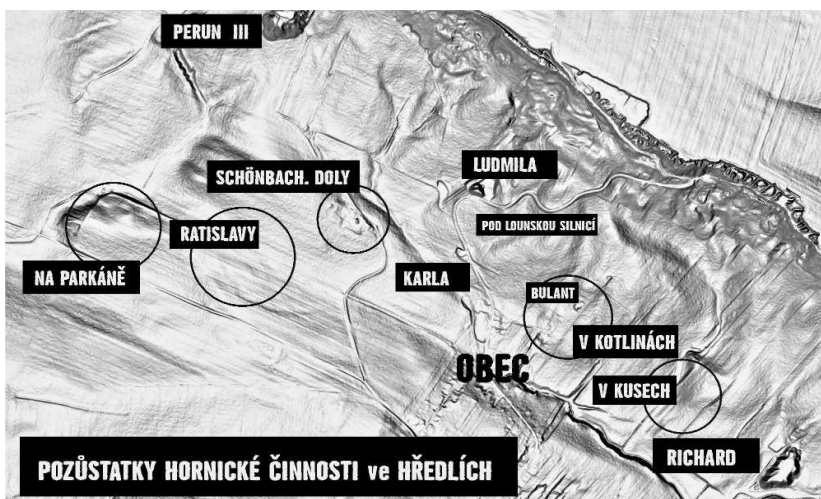 PERUN III
LUDMILA
SCHÖNBACH. DOLY
POD LOUNSKOU SILNICÍ
RATISLAVY
NA PARKÁNĚ
KARLA
BULANT
V KOTLINÁCH
OBEC
V KUSECH
RICHARD
POZŮSTATKY HORNICKÉ ČINNOSTI ve HŘEDLÍCH